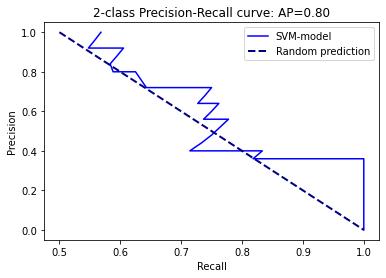 2-class Precision-Recall curve: AP=0.80
SVM-model
Random prediction
Precision
1.0
0.8
0.6
0.4
0.2
0.0
0.5 0.6 0.7 0.8 0.9 1.0
Recall